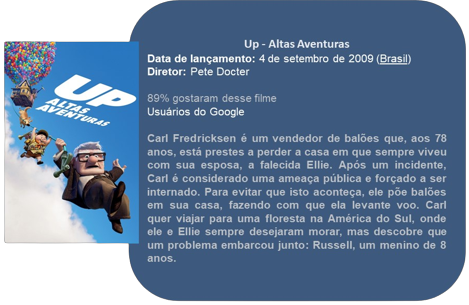 Up - Altas Aventuras
Data de lançamento: 4 de setembro de 2009 (Brasil)
Diretor: Pete Docter
89% gostaram desse filme
Usuários do Google
Carl Fredricksen é um vendedor de balões que, aos 78
anos, está prestes a perder a casa em que sempre viveu
com sua esposa, a falecida Ellie. Após um incidente,
Carl é considerado uma ameaça pública e forçado a ser
internado. Para evitar que isto aconteça, ele põe balões
em sua casa, fazendo com que ela levante voo. Carl
quer viajar para uma floresta na América do Sul, onde
ele e Ellie sempre desejaram morar, mas descobre que
um problema embarcou junto: Russell, um menino de 8
anos.
UP
ALTAS
AVENTURAS